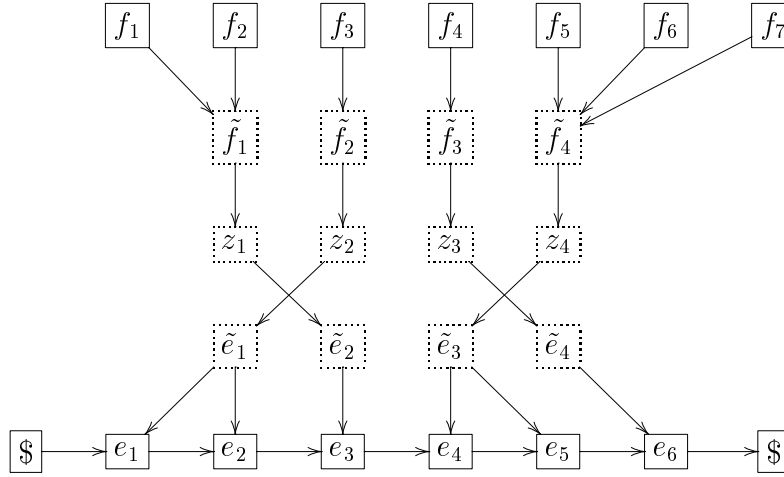 f₁ f₂ f₃ f₄ f₅ f₆ f₇
f̃₁ f̃₂ f̃₃ f̃₄
z₁ z₂ z₃ z₄
ẽ₁ ẽ₂ ẽ₃ ẽ₄
$ e₁ e₂ e₃ e₄ e₅ e₆ $